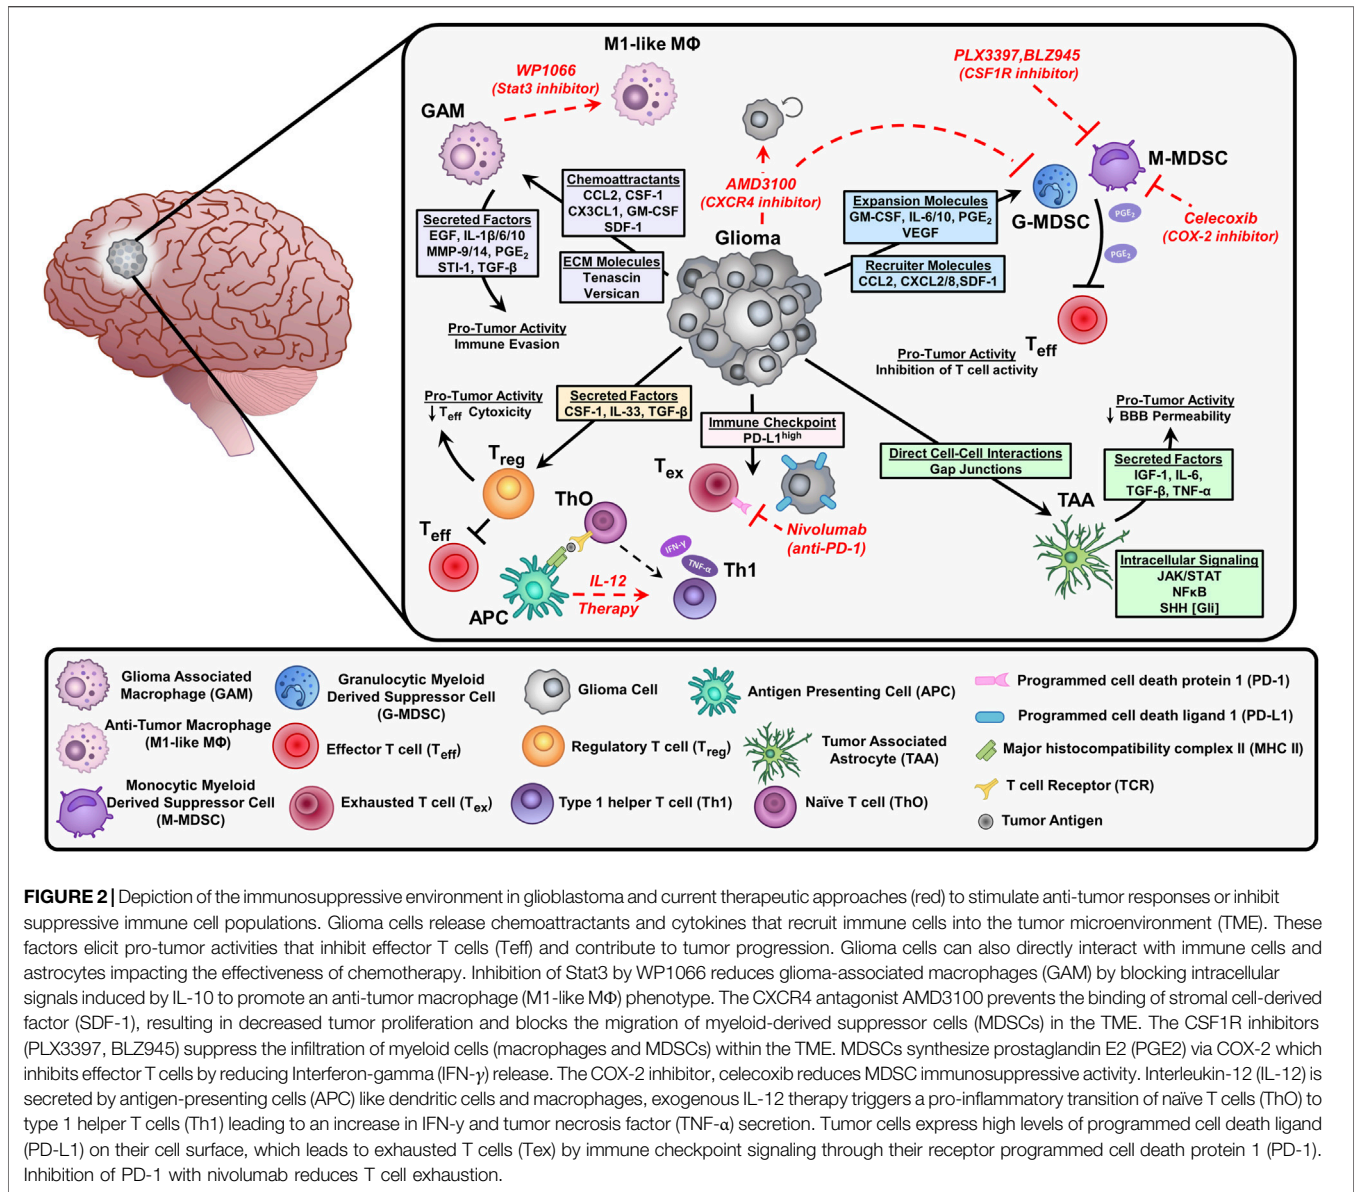 M1-like MΦ
WP1066
(Stat3 inhibitor)
GAM
PLX3397,BLZ945
(CSF1R inhibitor)
M-MDSC
AMD3100
(CXCR4 inhibitor)
Chemoattractants
CCL2, CSF-1
CX3CL1, GM-CSF
SDF-1
Secreted Factors
EGF, IL-1β/6/10
MMP-9/14, PGE2
STI-1, TGF-β
ECM Molecules
Tenascin
Versican
Pro-Tumor Activity
Immune Evasion
Glioma
Expansion Molecules
GM-CSF, IL-6/10, PGE2
VEGF
Recruiter Molecules
CCL2, CXCL2/8,SDF-1
G-MDSC
PGE2
PGE2
Celecoxib
(COX-2 inhibitor)
Teff
Pro-Tumor Activity
Inhibition of T cell activity
Pro-Tumor Activity
↓ Teff Cytoxicity
Secreted Factors
CSF-1, IL-33, TGF-β
Treg
Teff
Immune Checkpoint
PD-L1high
Tex
Nivolumab
(anti-PD-1)
ThO
IFN-γ
TNF-α
Th1
IL-12
Therapy
APC
Direct Cell-Cell Interactions
Gap Junctions
TAA
Pro-Tumor Activity
↓ BBB Permeability
Secreted Factors
IGF-1, IL-6,
TGF-β, TNF-α
Intracellular Signaling
JAK/STAT
NFκB
SHH [Gli]
Glioma Associated
Macrophage (GAM)
Granulocytic Myeloid
Derived Suppressor Cell
(G-MDSC)
Glioma Cell
Antigen Presenting Cell (APC)
Programmed cell death protein 1 (PD-1)
Programmed cell death ligand 1 (PD-L1)
Anti-Tumor Macrophage
(M1-like MΦ)
Effector T cell (Teff)
Regulatory T cell (Treg)
Tumor Associated
Astrocyte (TAA)
Major histocompatibility complex II (MHC II)
Monocytic Myeloid
Derived Suppressor Cell
(M-MDSC)
Exhausted T cell (Tex)
Type 1 helper T cell (Th1)
Naïve T cell (ThO)
T cell Receptor (TCR)
Tumor Antigen
FIGURE 2 | Depiction of the immunosuppressive environment in glioblastoma and current therapeutic approaches (red) to stimulate anti-tumor responses or inhibit
suppressive immune cell populations. Glioma cells release chemoattractants and cytokines that recruit immune cells into the tumor microenvironment (TME). These
factors elicit pro-tumor activities that inhibit effector T cells (Teff) and contribute to tumor progression. Glioma cells can also directly interact with immune cells and
astrocytes impacting the effectiveness of chemotherapy. Inhibition of Stat3 by WP1066 reduces glioma-associated macrophages (GAM) by blocking intracellular
signals induced by IL-10 to promote an anti-tumor macrophage (M1-like MΦ) phenotype. The CXCR4 antagonist AMD3100 prevents the binding of stromal cell-derived
factor (SDF-1), resulting in decreased tumor proliferation and blocks the migration of myeloid-derived suppressor cells (MDSCs) in the TME. The CSF1R inhibitors
(PLX3397, BLZ945) suppress the infiltration of myeloid cells (macrophages and MDSCs) within the TME. MDSCs synthesize prostaglandin E2 (PGE2) via COX-2 which
inhibits effector T cells by reducing Interferon-gamma (IFN-γ) release. The COX-2 inhibitor, celecoxib reduces MDSC immunosuppressive activity. Interleukin-12 (IL-12) is
secreted by antigen-presenting cells (APC) like dendritic cells and macrophages, exogenous IL-12 therapy triggers a pro-inflammatory transition of naïve T cells (ThO) to
type 1 helper T cells (Th1) leading to an increase in IFN-y and tumor necrosis factor (TNF-α) secretion. Tumor cells express high levels of programmed cell death ligand
(PD-L1) on their cell surface, which leads to exhausted T cells (Tex) by immune checkpoint signaling through their receptor programmed cell death protein 1 (PD-1).
Inhibition of PD-1 with nivolumab reduces T cell exhaustion.